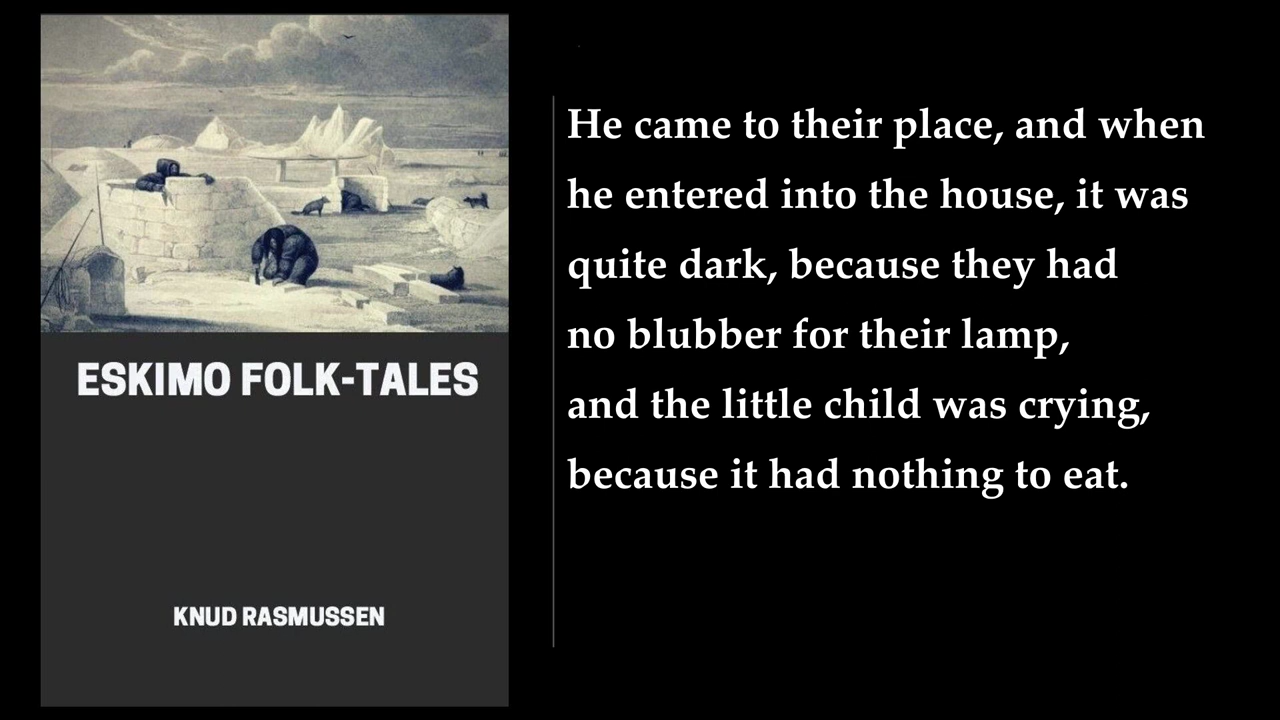 ESKIMO FOLK-TALES
KNUD RASMUSSEN
He came to their place, and when
he entered into the house, it was
quite dark, because they had
no blubber for their lamp,
and the little child was crying,
because it had nothing to eat.